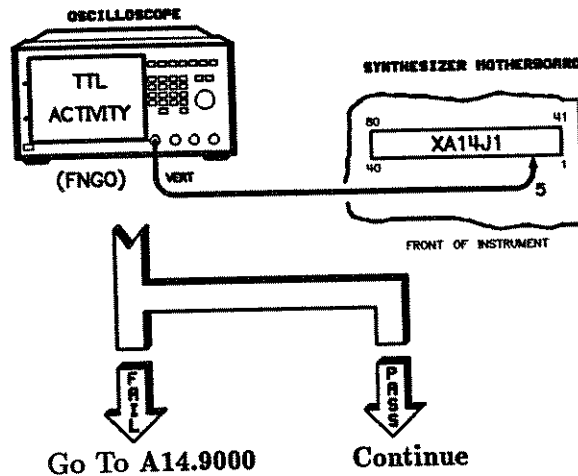 OSCILLOSCOPE
TTL
ACTIVITY
(FNGO)
VERT
SYNTHESIZER MOTHERBOARD
80
41
XA14J1
40
1
5
FRONT OF INSTRUMENT
FAIL
PASS
Go To A14.9000
Continue